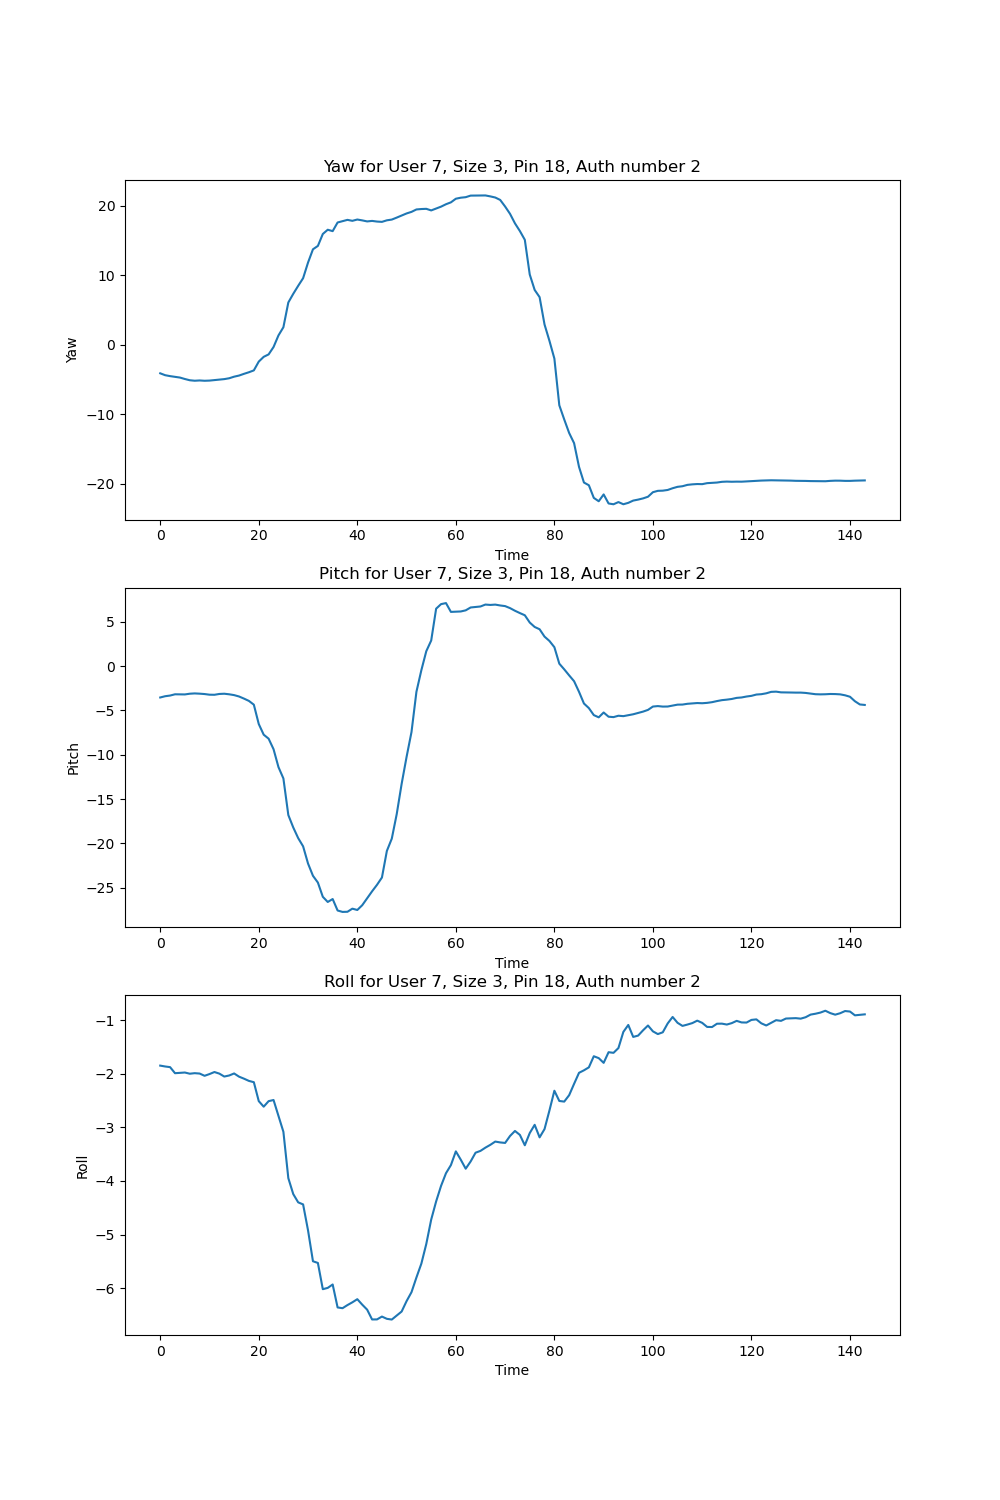 Yaw for User 7, Size 3, Pin 18, Auth number 2
20
10
0
−10
−20
Yaw
0 20 40 60 80 100 120 140
Time
Pitch for User 7, Size 3, Pin 18, Auth number 2
5
0
−5
−10
−15
−20
−25
Pitch
0 20 40 60 80 100 120 140
Time
Roll for User 7, Size 3, Pin 18, Auth number 2
−1
−2
−3
−4
−5
−6
Roll
0 20 40 60 80 100 120 140
Time